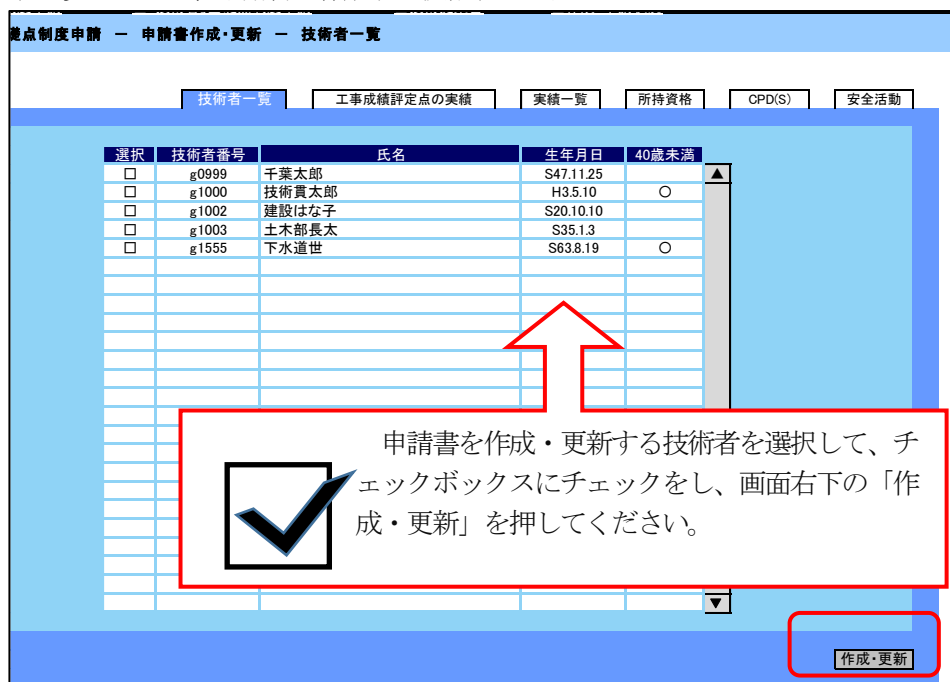 礎点制度申請 － 申請書作成・更新 － 技術者一覧
技術者一覧 工事成績評定点の実績 実績一覧 所持資格 CPD(S) 安全活動
選択 技術者番号 氏名 生年月日 40歳未満
□ g0999 千葉太郎 S47.11.25 ▲
□ g1000 技術貫太郎 H3.5.10 ○
□ g1002 建設はな子 S20.10.10
□ g1003 土木部長太 S35.1.3
□ g1555 下水道世 S63.8.19 ○
申請書を作成・更新する技術者を選択して、チ
ェックボックスにチェックをし、画面右下の「作
成・更新」を押してください。
▼
作成・更新